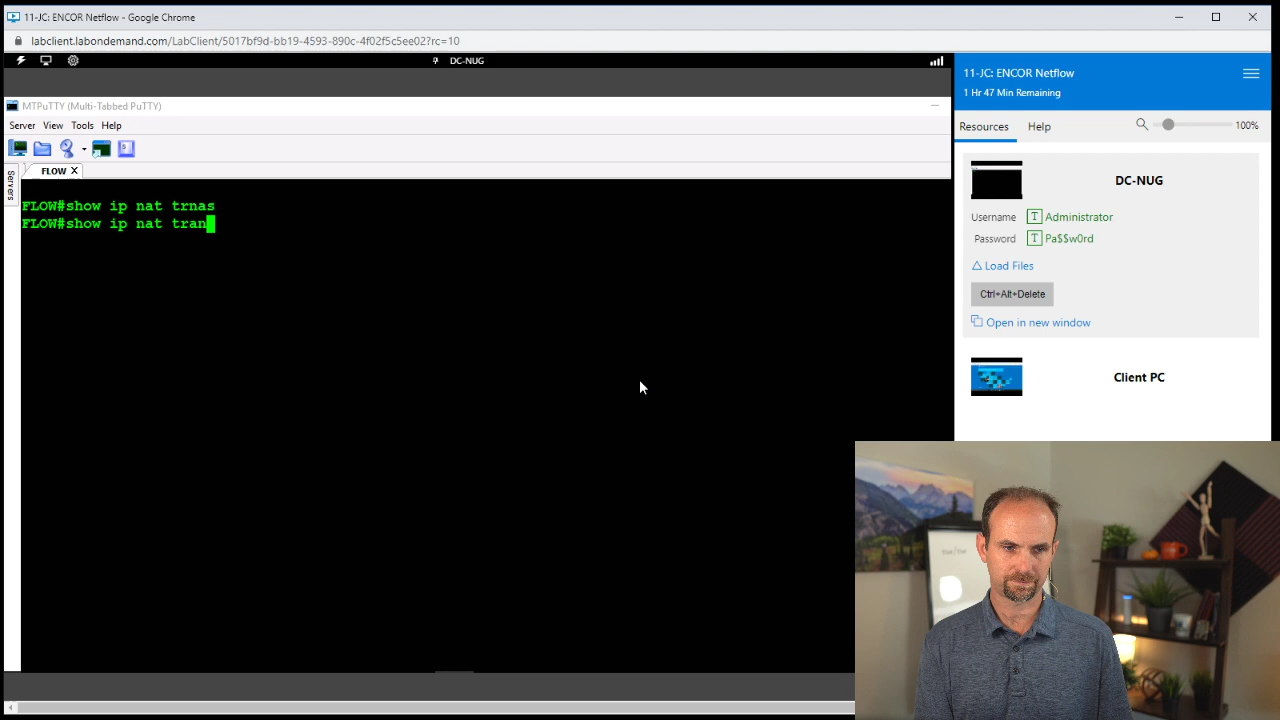 11-JC: ENCOR Netflow - Google Chrome
labclient.labondemand.com/LabClient/5017bf9d-bb19-4593-890c-4f02f5c5ee02?rc=10
DC-NUG
MTPuTTY (Multi-Tabbed PuTTY)
Server View Tools Help
FLOW X
Servers
FLOW#show ip nat trnas
FLOW#show ip nat tran
11-JC: ENCOR Netflow
1 Hr 47 Min Remaining
Resources Help 100%
DC-NUG
Username T Administrator
Password T Pa$$w0rd
Load Files
Ctrl+Alt+Delete
Open in new window
Client PC